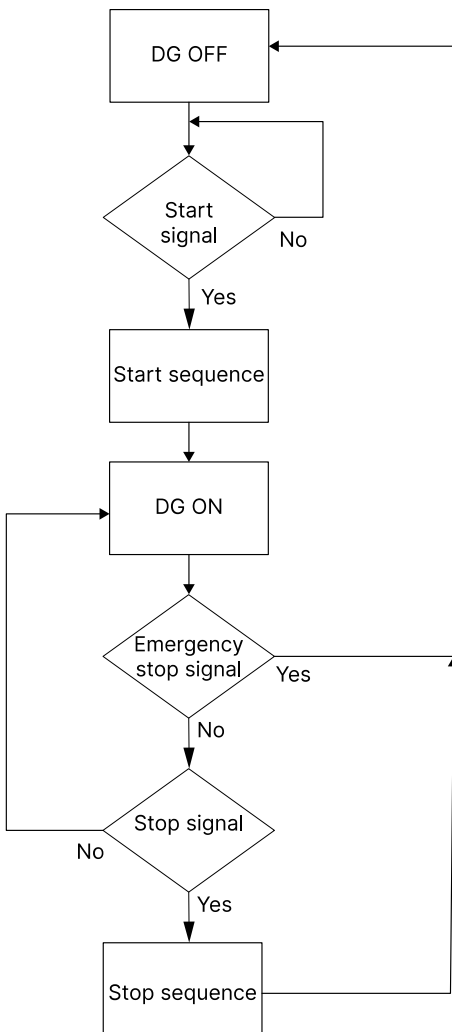 DG OFF
Start
signal
No
Yes
Start sequence
DG ON
Emergency
stop signal
Yes
No
Stop signal
No
Yes
Stop sequence